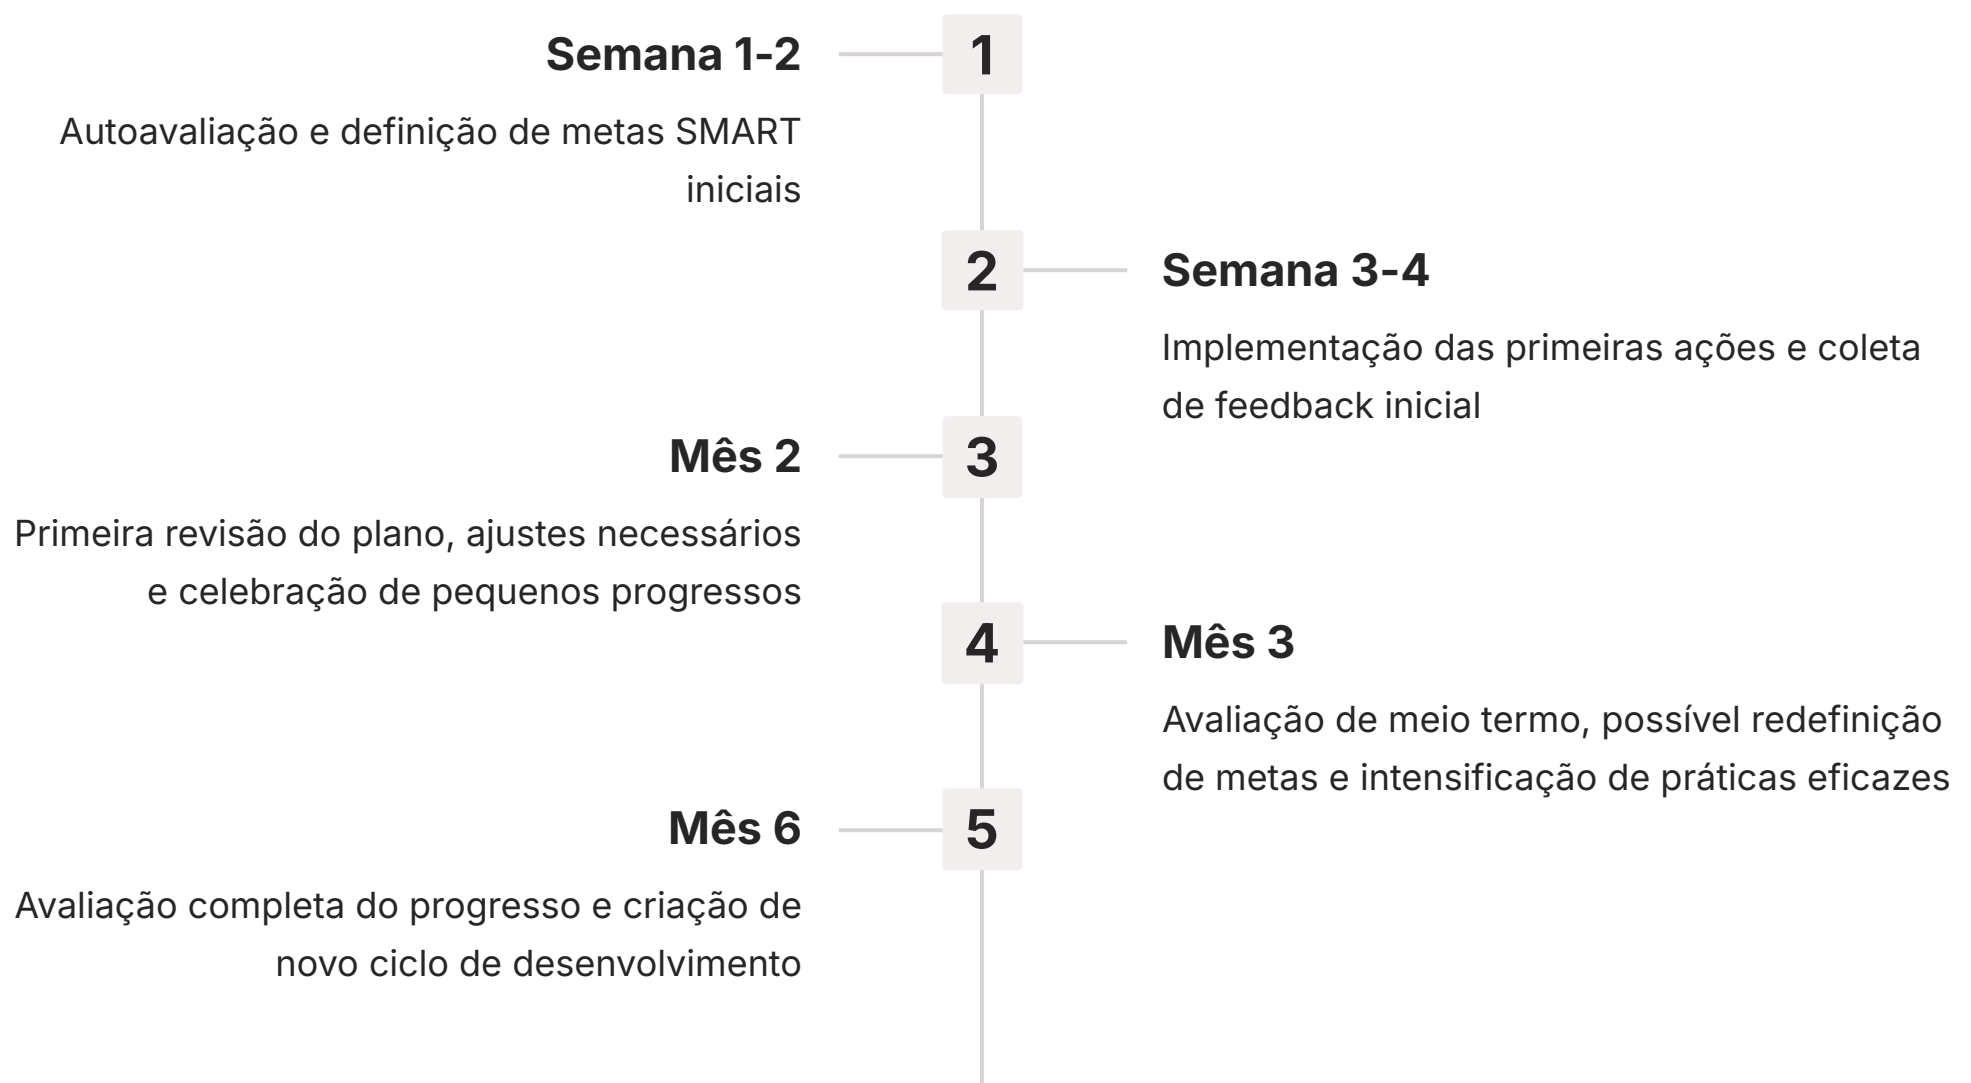 Semana 1-2
1
Autoavaliação e definição de metas SMART
iniciais
2
Semana 3-4
Implementação das primeiras ações e coleta
de feedback inicial
Mês 2
3
Primeira revisão do plano, ajustes necessários
e celebração de pequenos progressos
4
Mês 3
Avaliação de meio termo, possível redefinição
de metas e intensificação de práticas eficazes
Mês 6
5
Avaliação completa do progresso e criação de
novo ciclo de desenvolvimento